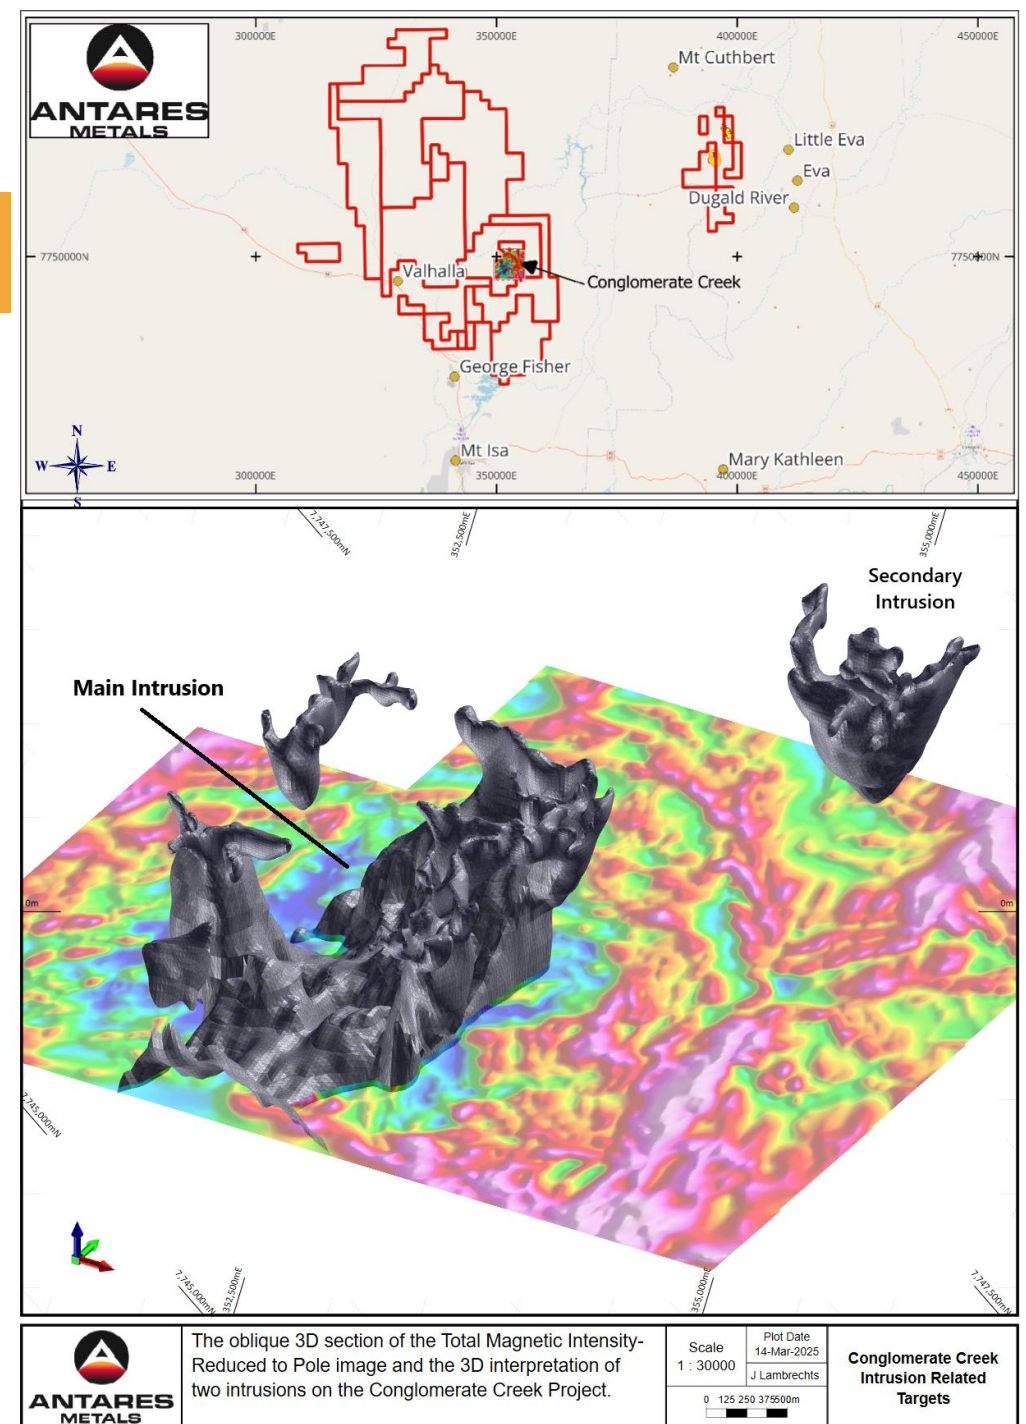 ANTARES
METALS
300000E
350000E
400000E
450000E
Mt Cuthbert
Little Eva
Eva
Dugald River
7750000N
7750000N
Valhalla
Conglomerate Creek
George Fisher
N
W E
S
Mt Isa
Mary Kathleen
300000E
350000E
400000E
450000E
7,747,500mN
352,500mE
355,000mE
Secondary
Intrusion
Main Intrusion
0m
0m
7,745,000mN
7,745,000mN
352,500mE
355,000mE
7,747,500mN
ANTARES
METALS
The oblique 3D section of the Total Magnetic Intensity-
Reduced to Pole image and the 3D interpretation of
two intrusions on the Conglomerate Creek Project.
Scale
1 : 30000
Plot Date
14-Mar-2025
J Lambrechts
0 125 250 375500m
Conglomerate Creek
Intrusion Related
Targets